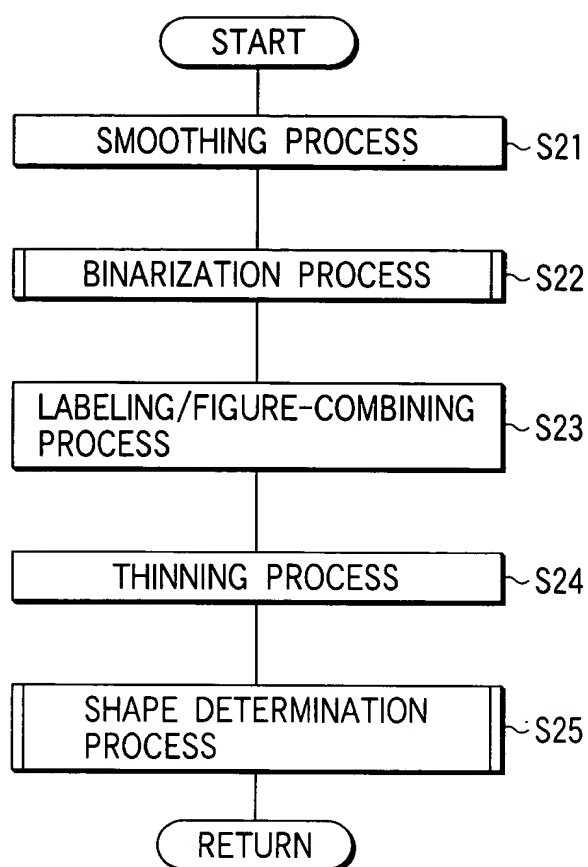 START
SMOOTHING PROCESS
S21
BINARIZATION PROCESS
S22
LABELING/FIGURE-COMBINING
PROCESS
S23
THINNING PROCESS
S24
SHAPE DETERMINATION
PROCESS
S25
RETURN